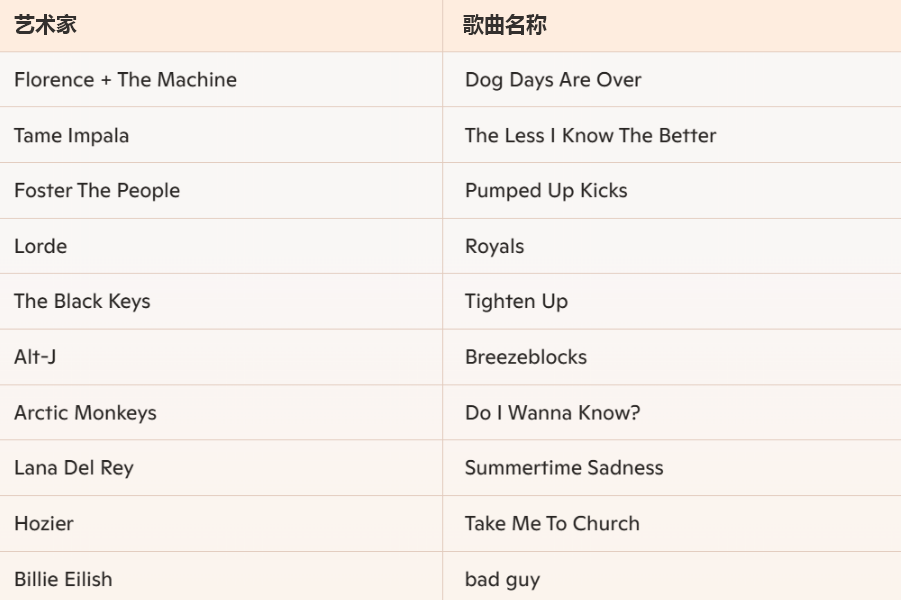 艺术家 歌曲名称
Florence + The Machine Dog Days Are Over
Tame Impala The Less I Know The Better
Foster The People Pumped Up Kicks
Lorde Royals
The Black Keys Tighten Up
Alt-J Breezeblocks
Arctic Monkeys Do I Wanna Know?
Lana Del Rey Summertime Sadness
Hozier Take Me To Church
Billie Eilish bad guy